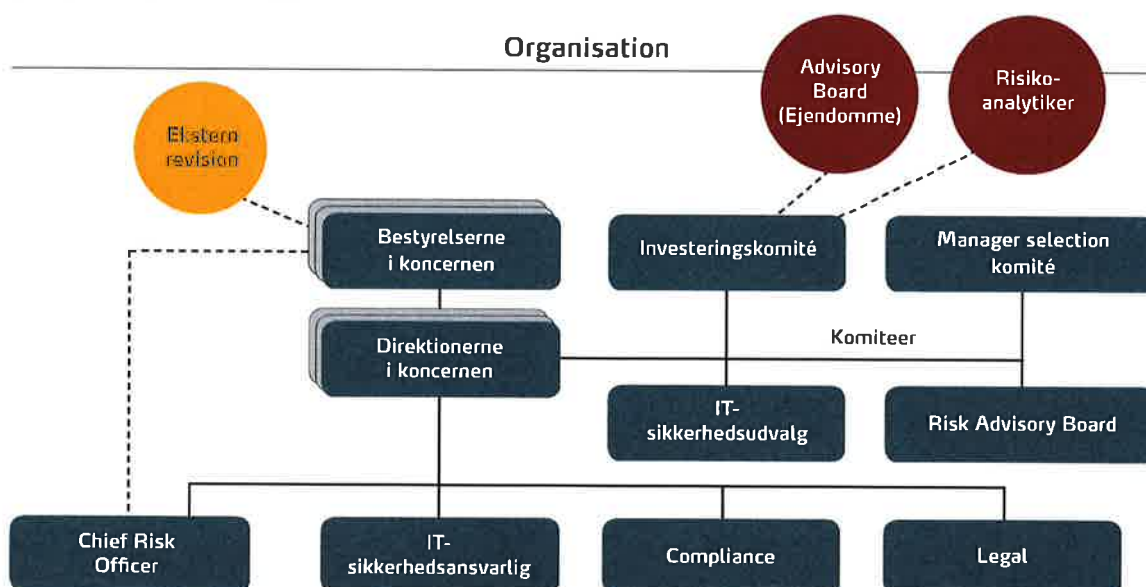 Organisation
Advisory
Board
(Ejendomme)
Risiko-
analytiker
Ekstern
revision
Bestyrelserne
i koncernen
Investeringskomité
Manager selection
komité
Direktionerne
i koncernen
Komiteer
IT-
sikkerhedsudvalg
Risk Advisory Board
Chief Risk
Officer
IT-
sikkerhedsansvarlig
Compliance
Legal